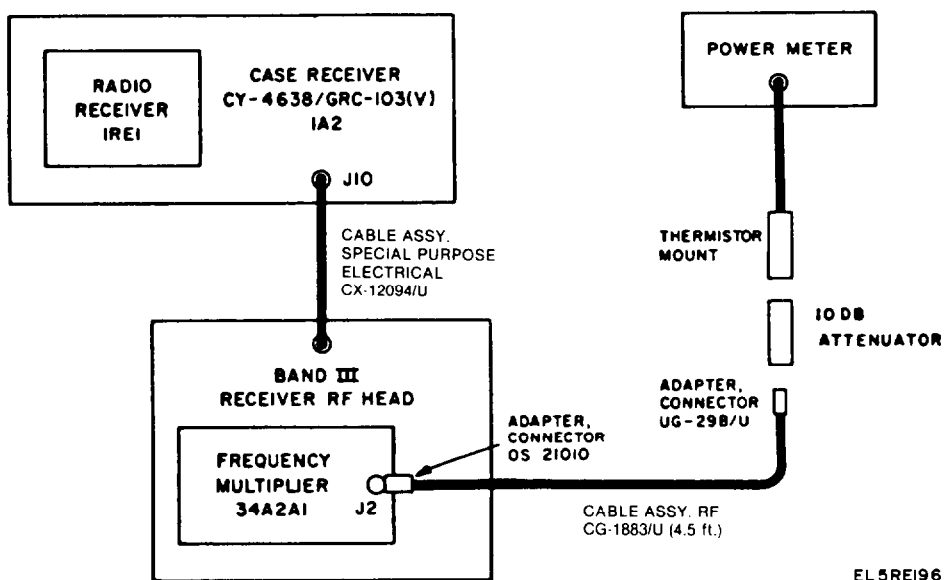 RADIO
RECEIVER
IREI
CASE RECEIVER
CY-4638/GRC-103(V)
IA2
J10
POWER METER
CABLE ASSY.
SPECIAL PURPOSE
ELECTRICAL
CX-12094/U
THERMISTOR
MOUNT
10 DB
ATTENUATOR
ADAPTER,
CONNECTOR
UG-29B/U
BAND III
RECEIVER RF HEAD
ADAPTER,
CONNECTOR
OS 21010
FREQUENCY
MULTIPLIER
34A2A1
J2
CABLE ASSY. RF
CG-1883/U (4.5 ft.)
EL5RE196